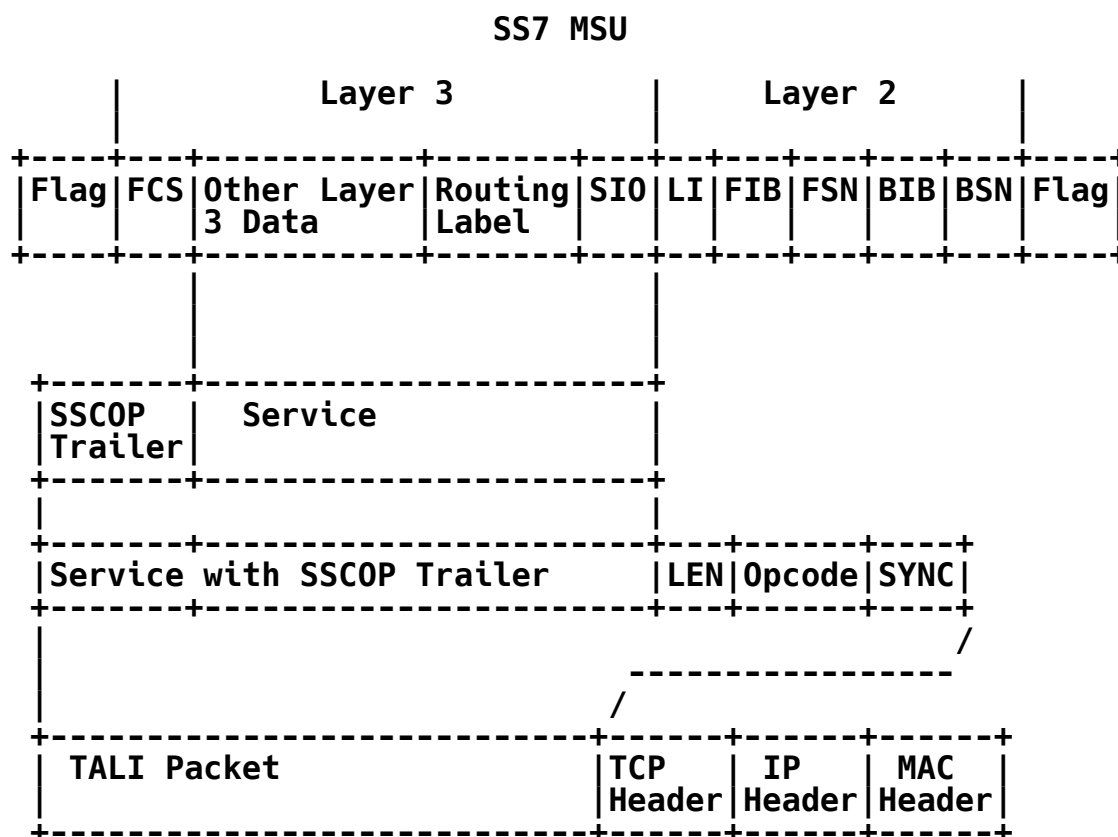 SS7 MSU
Layer 3 Layer 2
Flag FCS Other Layer Routing SIO LI FIB FSN BIB BSN Flag
3 Data Label
SSCOP Service
Trailer
Service with SSCOP Trailer LEN Opcode SYNC
TALI Packet TCP IP MAC
Header Header Header